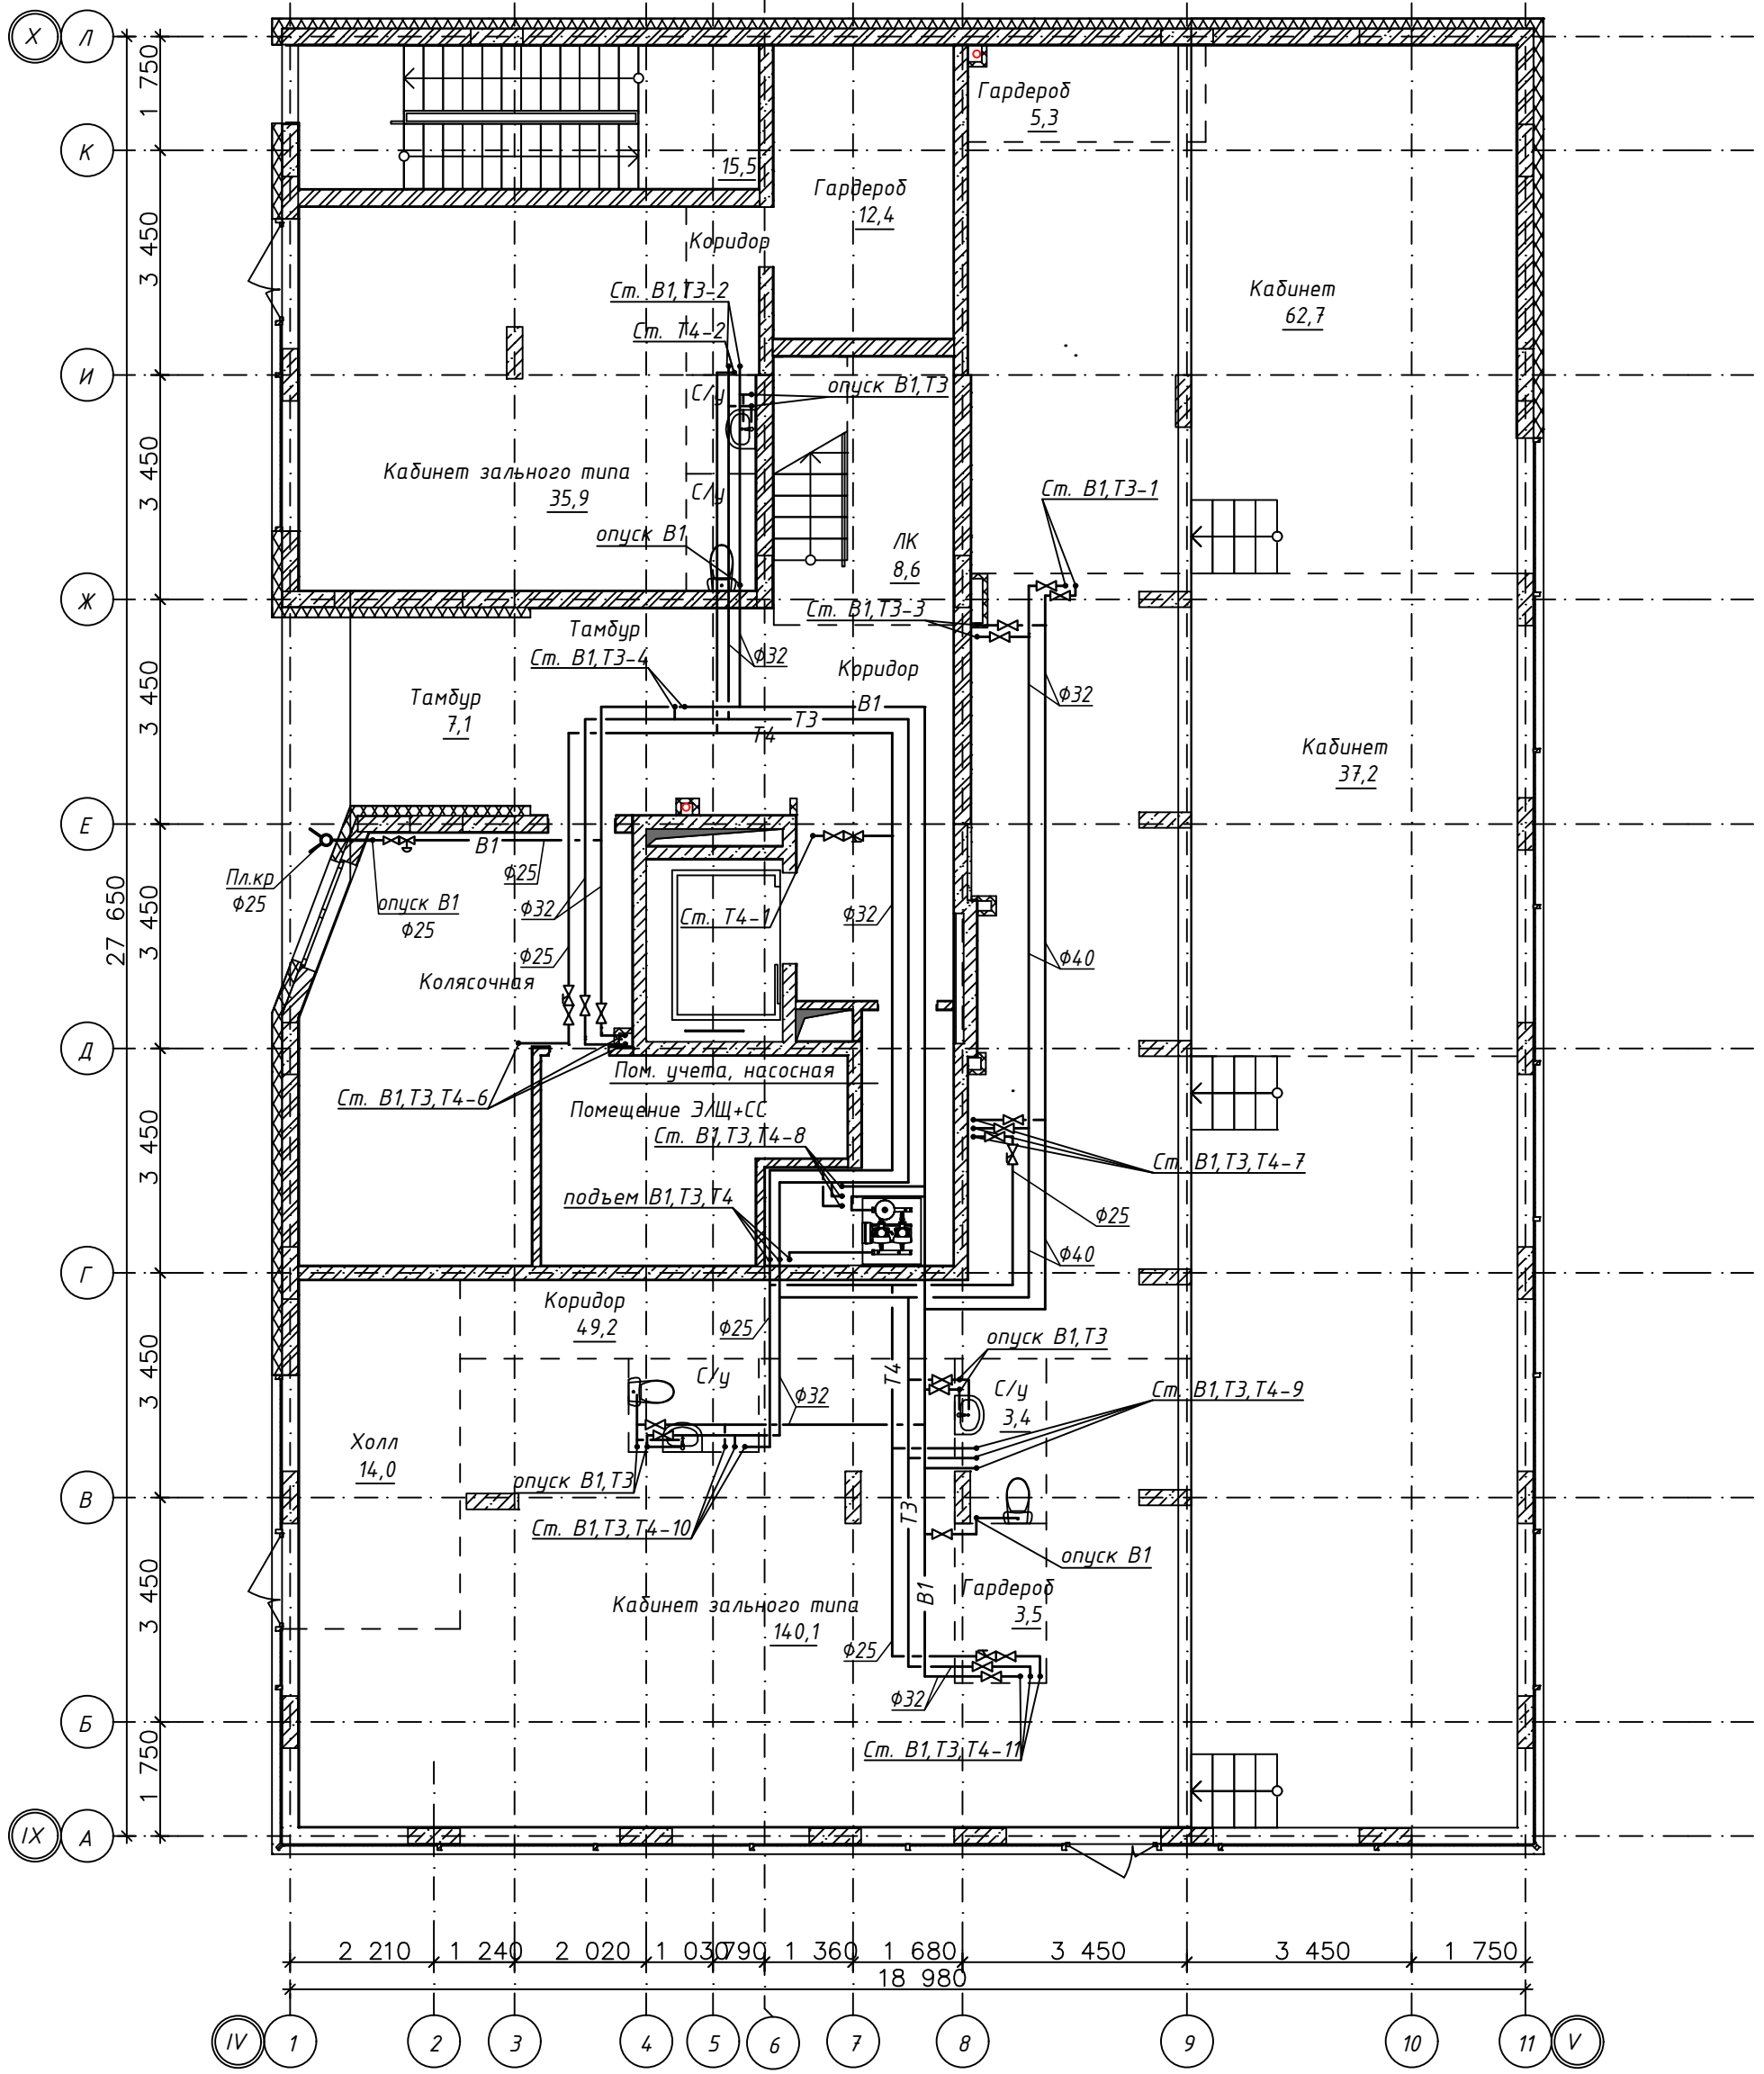 X
Л
1 750
К
3 450
И
3 450
Ж
3 450
Е
3 450
27 650
Д
3 450
Г
3 450
В
3 450
Б
1 750
IX
А
15,5
Гардероб
5,3
Гардероб
12,4
Коридор
Ст. В1,Т3-2
Ст. Т4-2
Кабинет
62,7
С/у
опуск В1,Т3
Кабинет зального типа
35,9
С/у
опуск В1
Ст. В1,Т3-1
ЛК
8,6
Ст. В1,Т3-3
Тамбур
Ст. В1,Т3-4
ф32
Коридор
ф32
Тамбур
7,1
В1
Т3
Т4
Кабинет
37,2
В1
ф25
Пл.кр
ф25
опуск В1
ф25
ф32
Ст. Т4-1
ф32
ф25
ф40
Колясочная
Пом. учета, насосная
Ст. В1,Т3,Т4-6
Помещение ЭЛЩ+СС
Ст. В1,Т3,Т4-8
Ст. В1,Т3,Т4-7
подъем В1,Т3,Т4
ф25
ф40
Коридор
49,2
ф25
опуск В1,Т3
Т4
С/у
ф32
С/у
3,4
Ст. В1,Т3,Т4-9
Холл
14,0
опуск В1,Т3
Т3
Ст. В1,Т3,Т4-10
опуск В1
В1
Гардероб
3,5
Кабинет зального типа
140,1
ф25
ф32
Ст. В1,Т3,Т4-11
2 210
1 240
2 020
1 030
790
1 360
1 680
3 450
3 450
1 750
18 980
IV
1
2
3
4
5
6
7
8
9
10
11
V